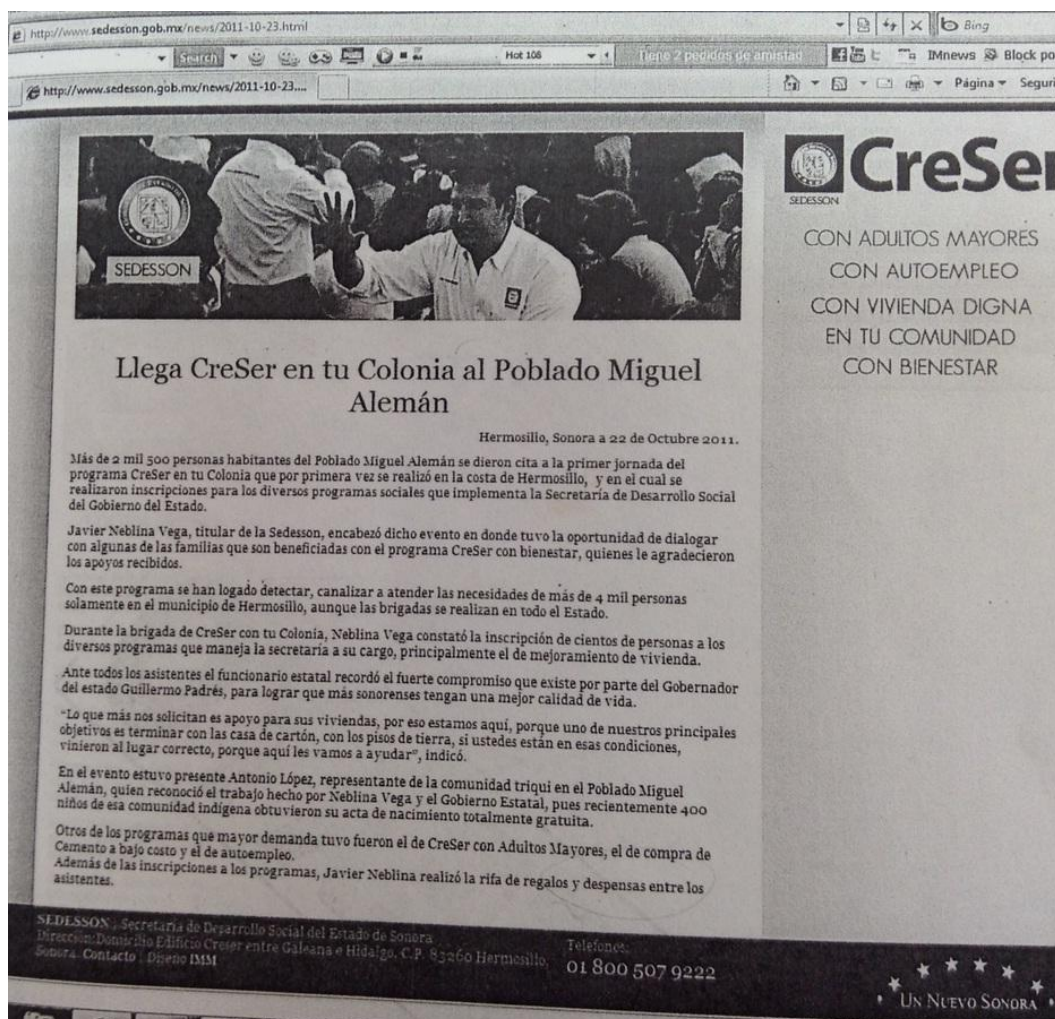 http://www.sedesson.gob.mx/news/2011-10-23.html
Bing
Search
Hot 108
Tiene 2 pedidos de amistad
IMnews
Block po
http://www.sedesson.gob.mx/news/2011-10-23....
Página
Seguri
SEDESSON
CreSer
SEDESSON
CON ADULTOS MAYORES
CON AUTOEMPLEO
CON VIVIENDA DIGNA
EN TU COMUNIDAD
CON BIENESTAR
Llega CreSer en tu Colonia al Poblado Miguel
Alemán
Hermosillo, Sonora a 22 de Octubre 2011.
Más de 2 mil 500 personas habitantes del Poblado Miguel Alemán se dieron cita a la primer jornada del
programa CreSer en tu Colonia que por primera vez se realizó en la costa de Hermosillo, y en el cual se
realizaron inscripciones para los diversos programas sociales que implementa la Secretaría de Desarrollo Social
del Gobierno del Estado.
Javier Neblina Vega, titular de la Sedesson, encabezó dicho evento en donde tuvo la oportunidad de dialogar
con algunas de las familias que son beneficiadas con el programa CreSer con bienestar, quienes le agradecieron
los apoyos recibidos.
Con este programa se han logado detectar, canalizar a atender las necesidades de más de 4 mil personas
solamente en el municipio de Hermosillo, aunque las brigadas se realizan en todo el Estado.
Durante la brigada de CreSer con tu Colonia, Neblina Vega constató la inscripción de cientos de personas a los
diversos programas que maneja la secretaría a su cargo, principalmente el de mejoramiento de vivienda.
Ante todos los asistentes el funcionario estatal recordó el fuerte compromiso que existe por parte del Gobernador
del estado Guillermo Padrés, para lograr que más sonorenses tengan una mejor calidad de vida.
“Lo que más nos solicitan es apoyo para sus viviendas, por eso estamos aquí, porque uno de nuestros principales
objetivos es terminar con las casa de cartón, con los pisos de tierra, si ustedes están en esas condiciones,
vinieron al lugar correcto, porque aquí les vamos a ayudar”, indicó.
En el evento estuvo presente Antonio López, representante de la comunidad triqui en el Poblado Miguel
Alemán, quien reconoció el trabajo hecho por Neblina Vega y el Gobierno Estatal, pues recientemente 400
niños de esa comunidad indígena obtuvieron su acta de nacimiento totalmente gratuita.
Otros de los programas que mayor demanda tuvo fueron el de CreSer con Adultos Mayores, el de compra de
Cemento a bajo costo y el de autoempleo.
Además de las inscripciones a los programas, Javier Neblina realizó la rifa de regalos y despensas entre los
asistentes.
SEDESSON : Secretaría de Desarrollo Social del Estado de Sonora
Dirección:Domicilio Edificio Creser entre Galeana e Hidalgo, C.P. 83260 Hermosillo,
Sonora. Contacto : Diseño IMM
Telefonos:
01 800 507 9222
UN NUEVO SONORA